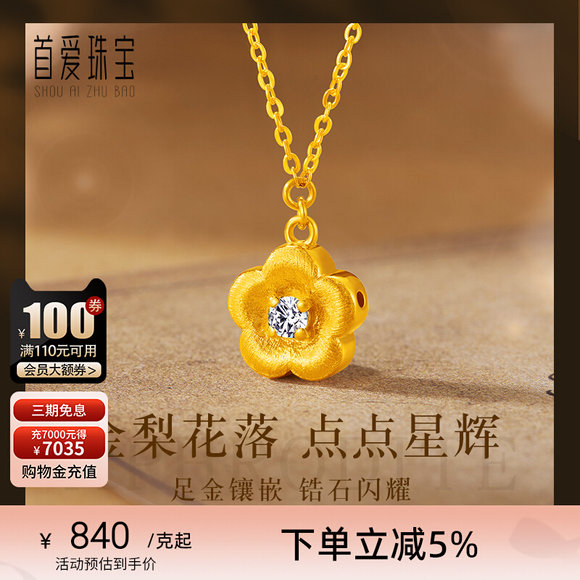 首爱珠宝
SHOU AI ZHU BAO
¥100券
满110元可用
会员大额券>
三期免息
充7000元得
¥7035
购物金充值
金梨花落 点点星辉
足金镶嵌 锆石闪耀
¥ 840 /克起
活动预估到手价
下单立减5%